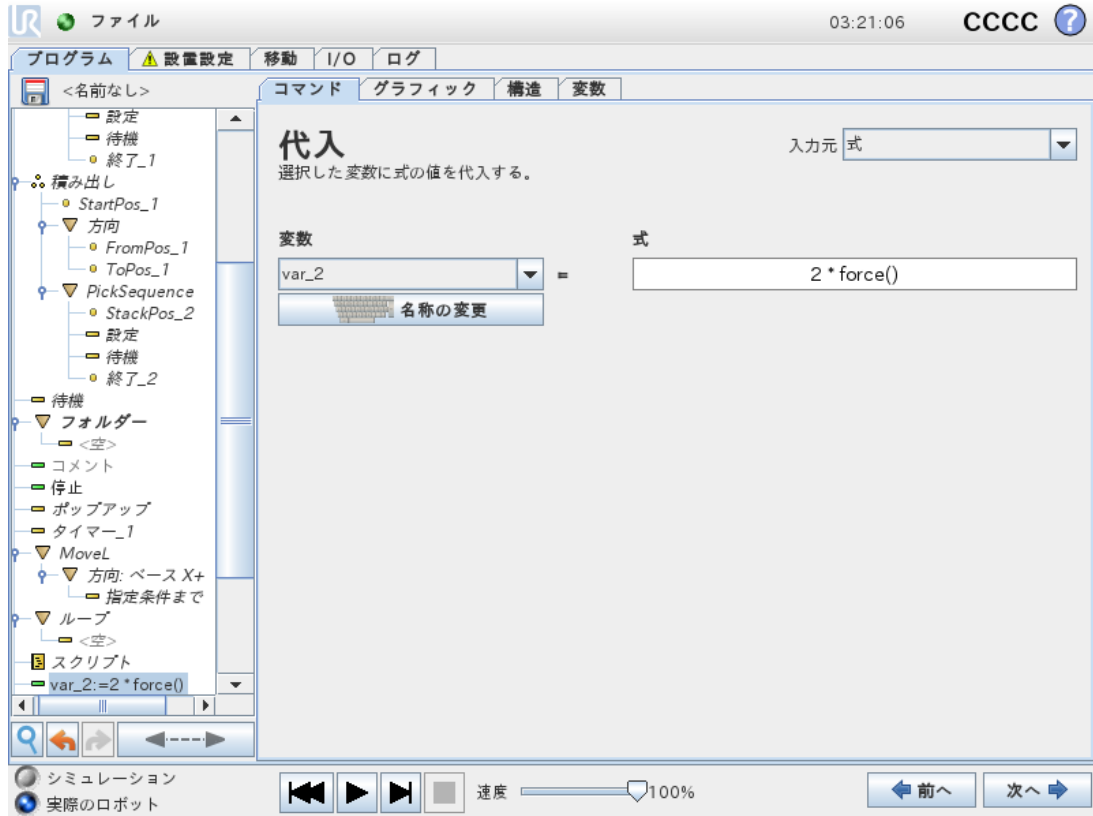 UR ファイル 03:21:06 CCCC ?
プログラム 設置設定 移動 I/O ログ
<名前なし>
コマンド グラフィック 構造 変数
設定
待機
終了_1
積み出し
StartPos_1
方向
FromPos_1
ToPos_1
PickSequence
StackPos_2
設定
待機
終了_2
待機
フォルダー
<空>
コメント
停止
ポップアップ
タイマー_1
MoveL
方向: ベース X+
指定条件まで
ループ
<空>
スクリプト
var_2:=2 * force()
代入
入力元 式
選択した変数に式の値を代入する。
変数 式
var_2 = 2 * force()
名称の変更
シミュレーション
実際のロボット
速度 100%
前へ 次へ